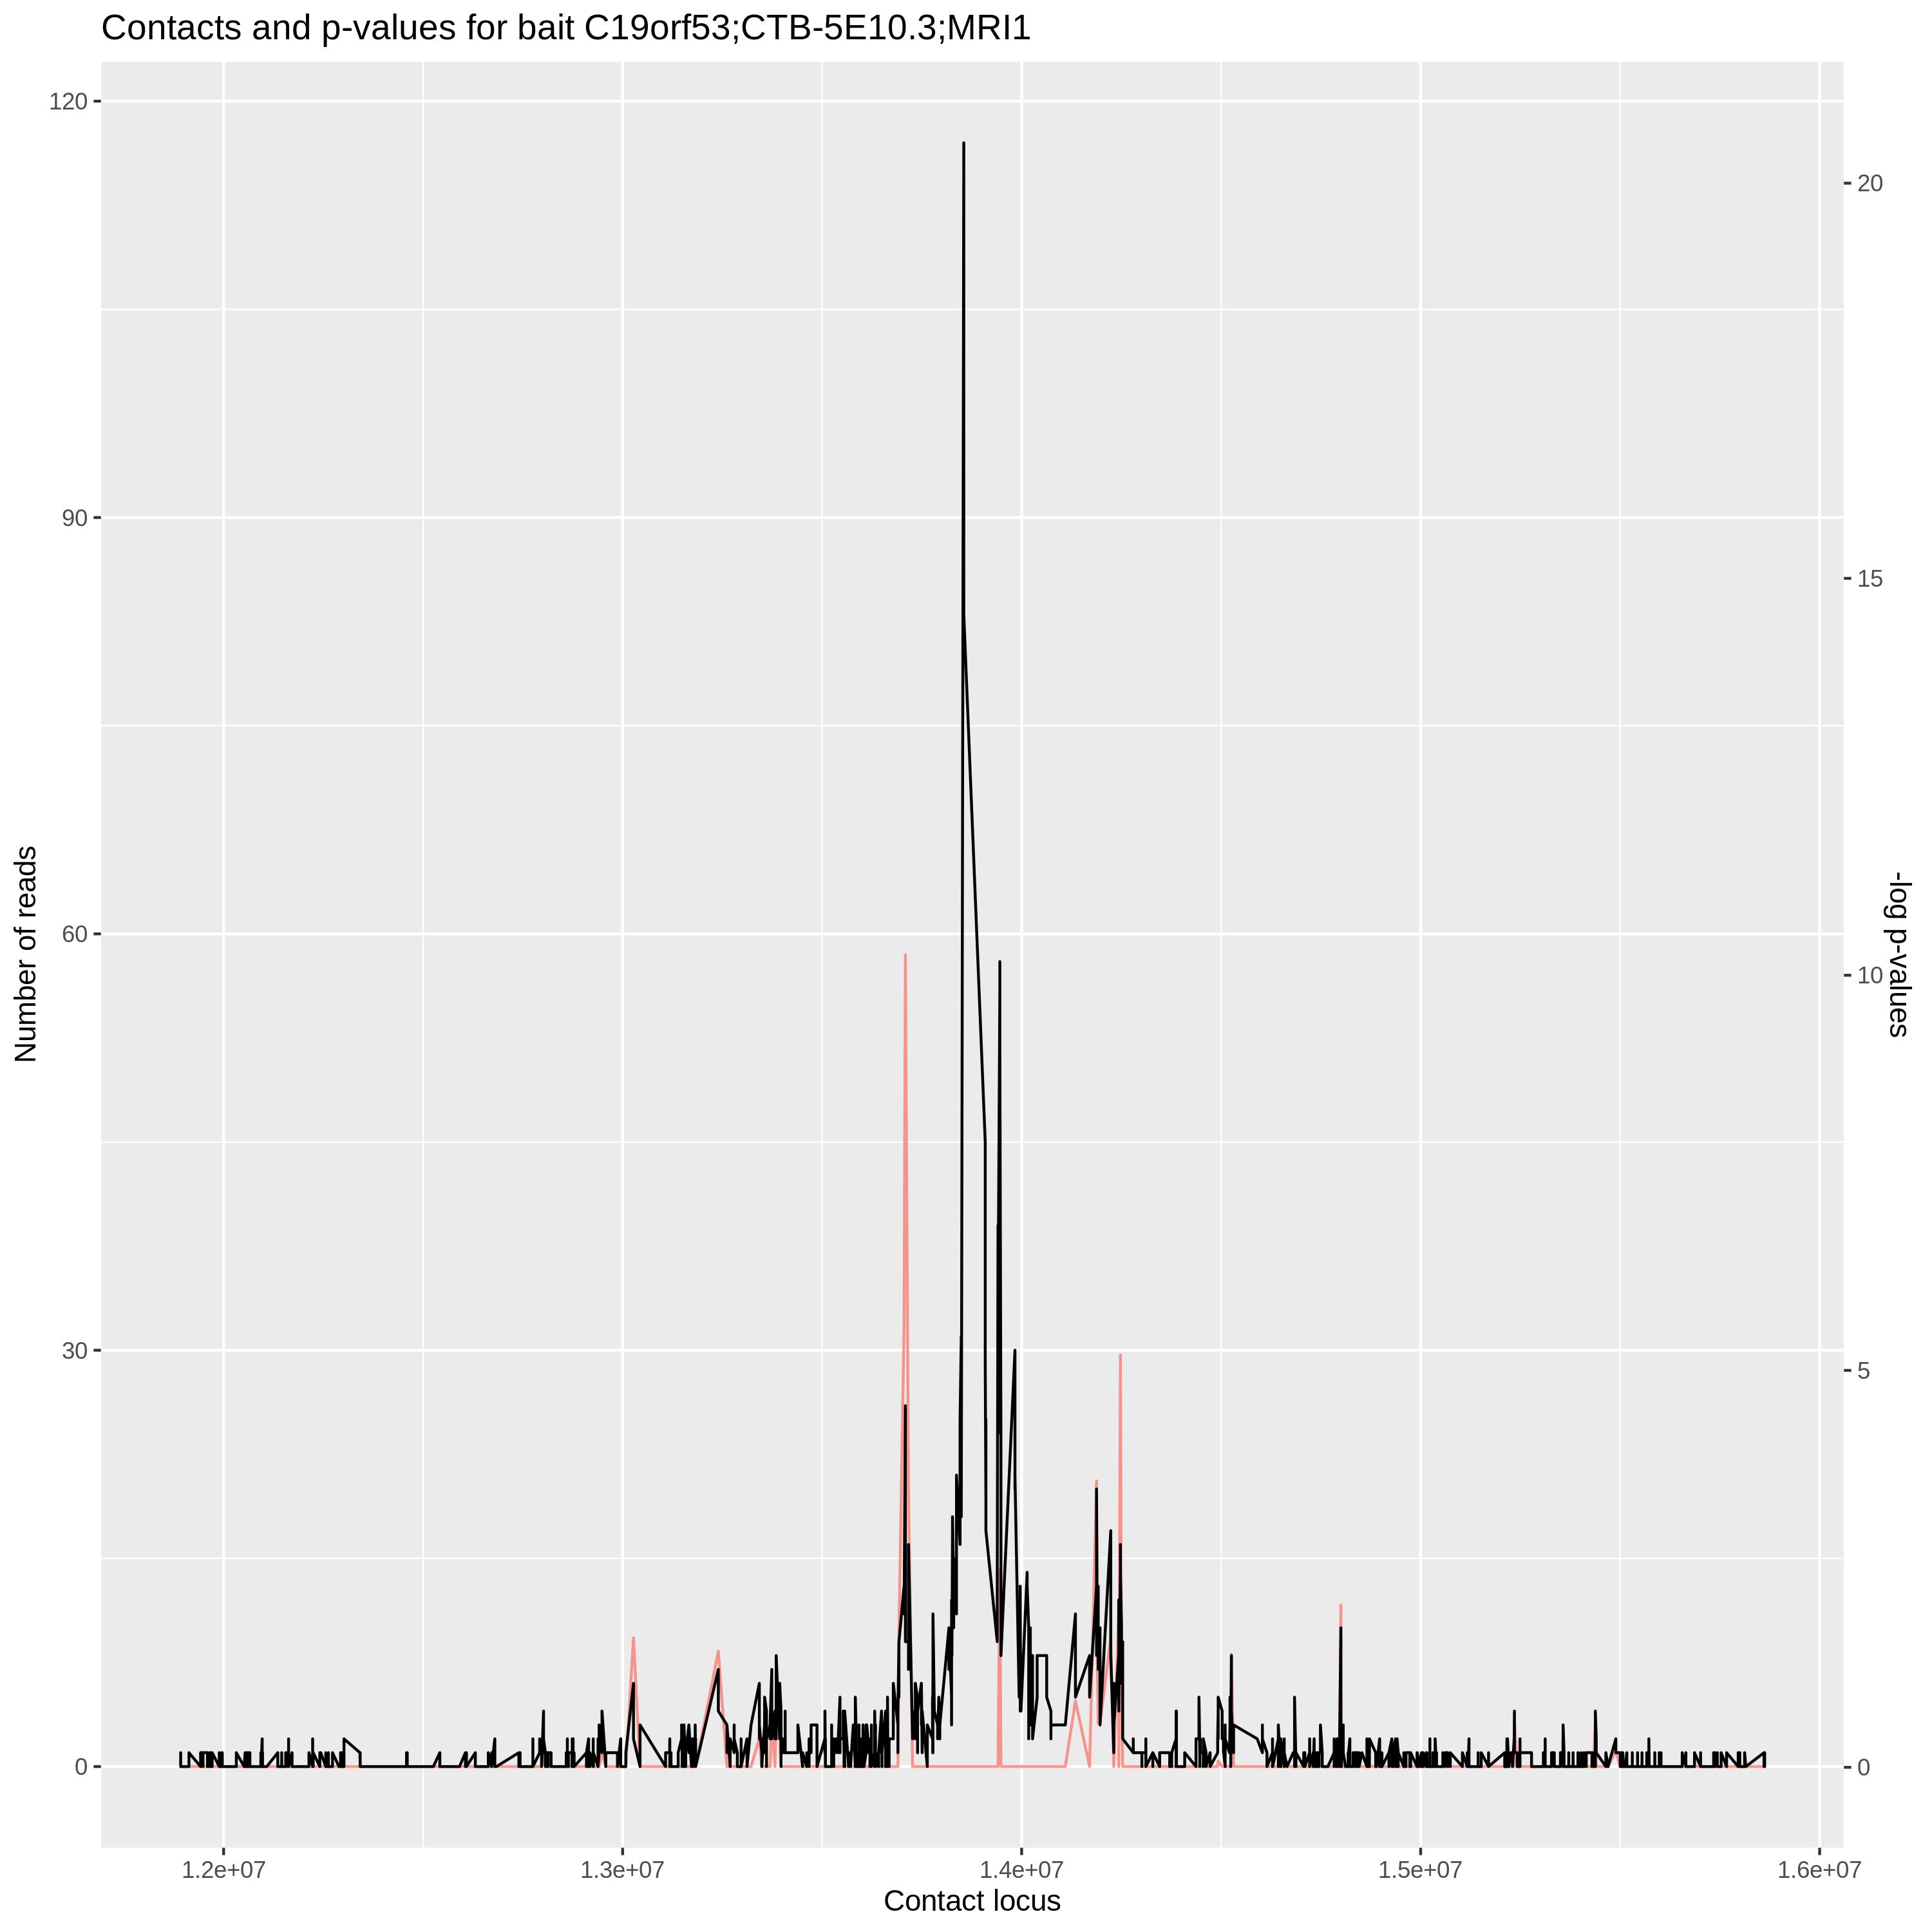 Contacts and p-values for bait C19orf53;CTB-5E10.3;MRI1
120
90
60
30
0
Number of reads
20
15
10
5
0
-log p-values
1.2e+07
1.3e+07
1.4e+07
1.5e+07
1.6e+07
Contact locus